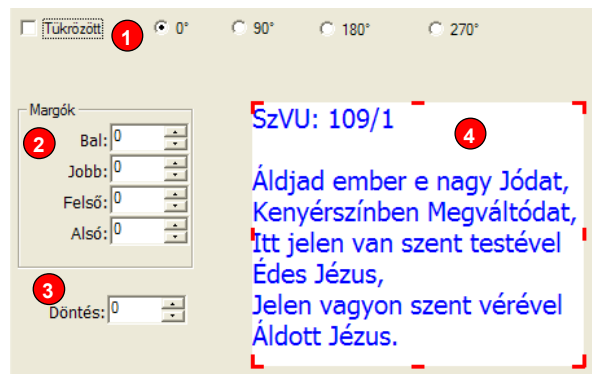 Tükrözött 1 0° 90° 180° 270°
Margók
2 Bal: 0
Jobb: 0
Felső: 0
Alsó: 0
3
Döntés: 0
SzVU: 109/1 4
Áldjad ember e nagy Jódat,
Kenyérszínben Megváltódat,
Itt jelen van szent testével
Édes Jézus,
Jelen vagyon szent vérével
Áldott Jézus.